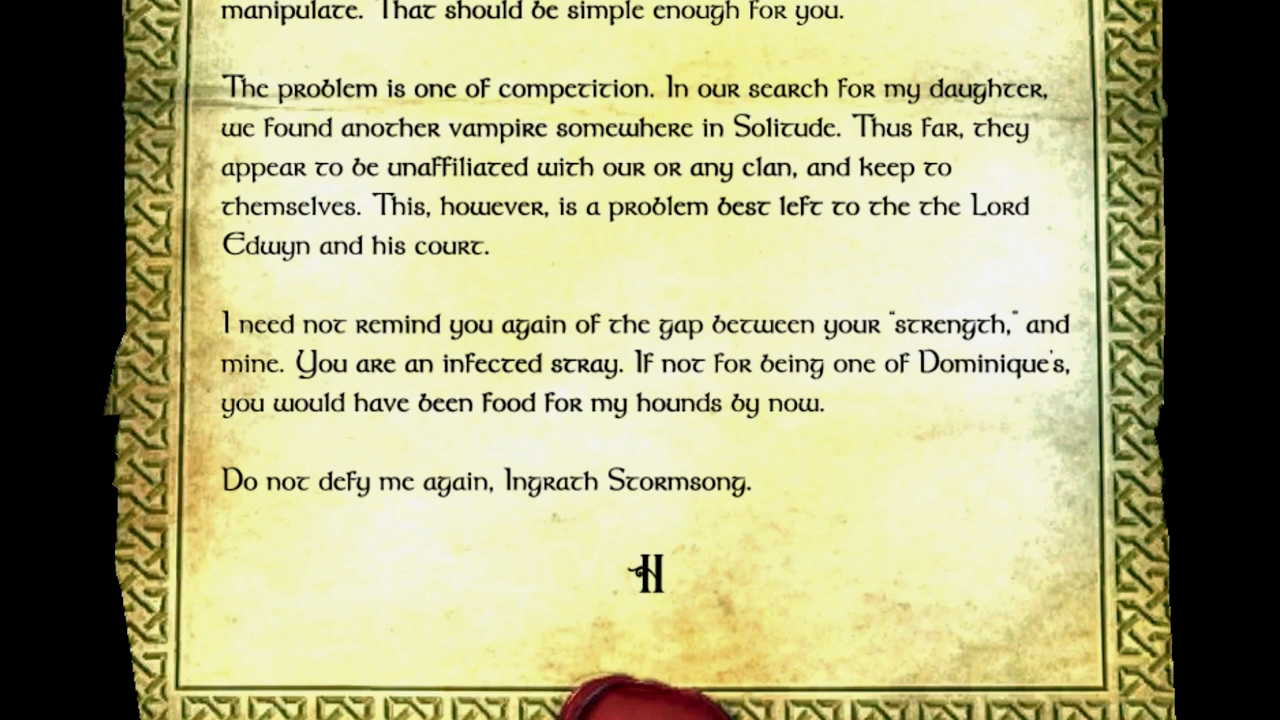 manipulate. That should be simple enough for you.
The problem is one of competition. In our search for my daughter,
we found another vampire somewhere in Solitude. Thus far, they
appear to be unaffiliated with our or any clan, and keep to
themselves. This, however, is a problem best left to the the Lord
Edwyn and his court.
I need not remind you again of the gap between your "strength," and
mine. You are an infected stray. If not for being one of Dominique's,
you would have been food for my hounds by now.
Do not defy me again, Ingrath Stormsong.
H